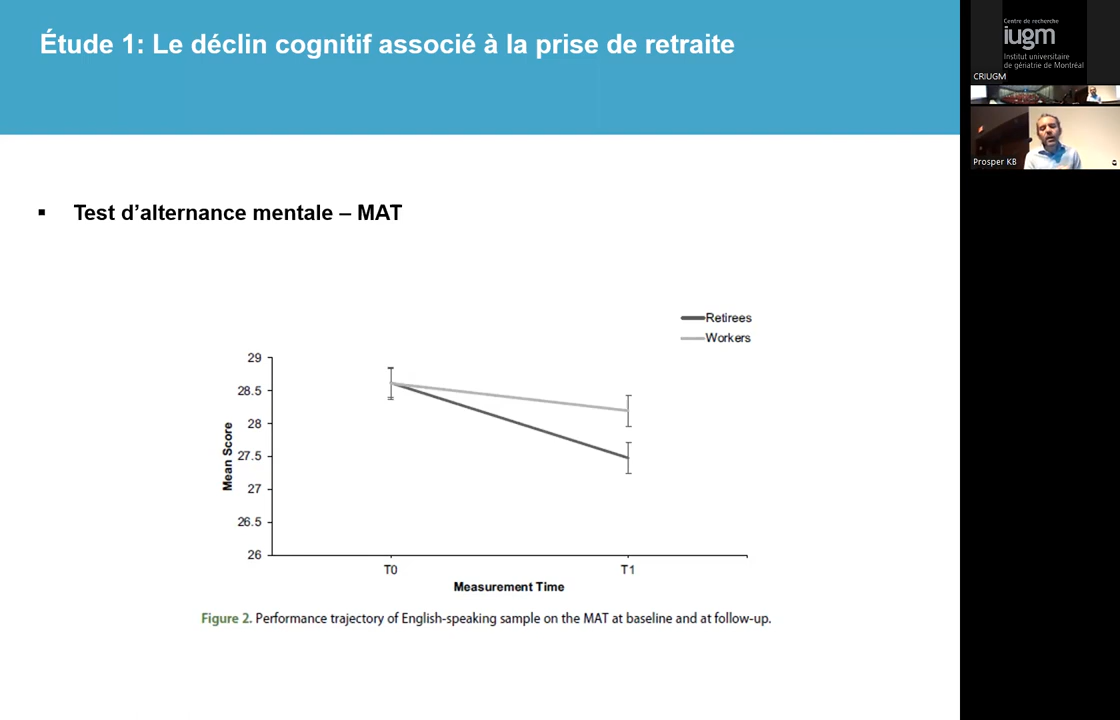 Étude 1: Le déclin cognitif associé à la prise de retraite
▪ Test d’alternance mentale – MAT
Retirees
Workers
29
28.5
28
27.5
27
26.5
26
Mean Score
T0
T1
Measurement Time
Figure 2. Performance trajectory of English-speaking sample on the MAT at baseline and at follow-up.
Centre de recherche
iugm
Institut universitaire
de gériatrie de Montréal
CRIUGM
Prosper KB